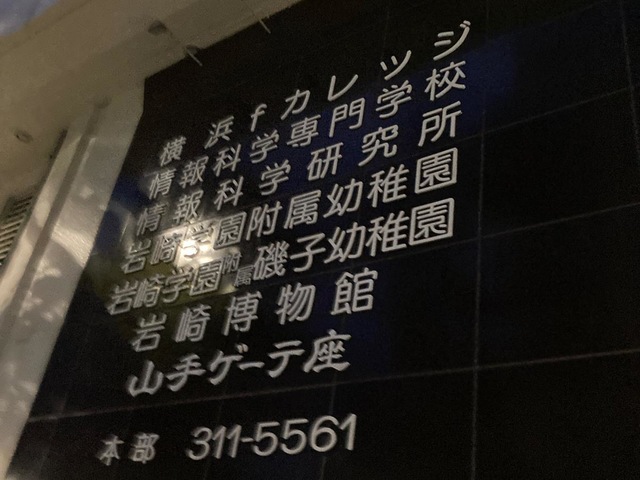 横浜fカレッジ
情報科学専門学校
情報科学研究所
岩崎学園附属幼稚園
岩崎学園附属磯子幼稚園
岩崎博物館
山手ゲーテ座
本部 311-5561